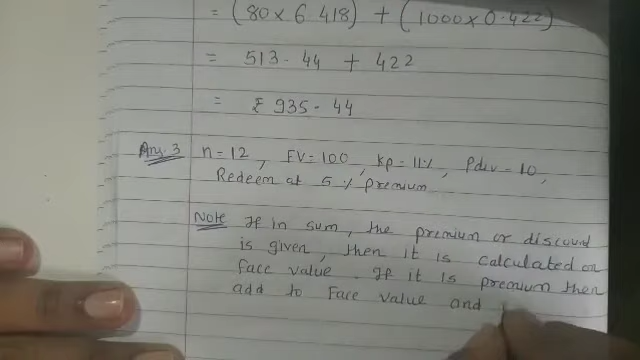 = (80 x 6.418) + (1000 x 0.422)
= 513.44 + 422
= ₹ 935.44
Ans. 3 n = 12, FV = 100, Kp = 11%, Pdiv = 10,
Redeem at 5 % premium
Note If in sum, the premium or discount
is given, then it is calculated on
face value. If it is premium then
add to Face value and